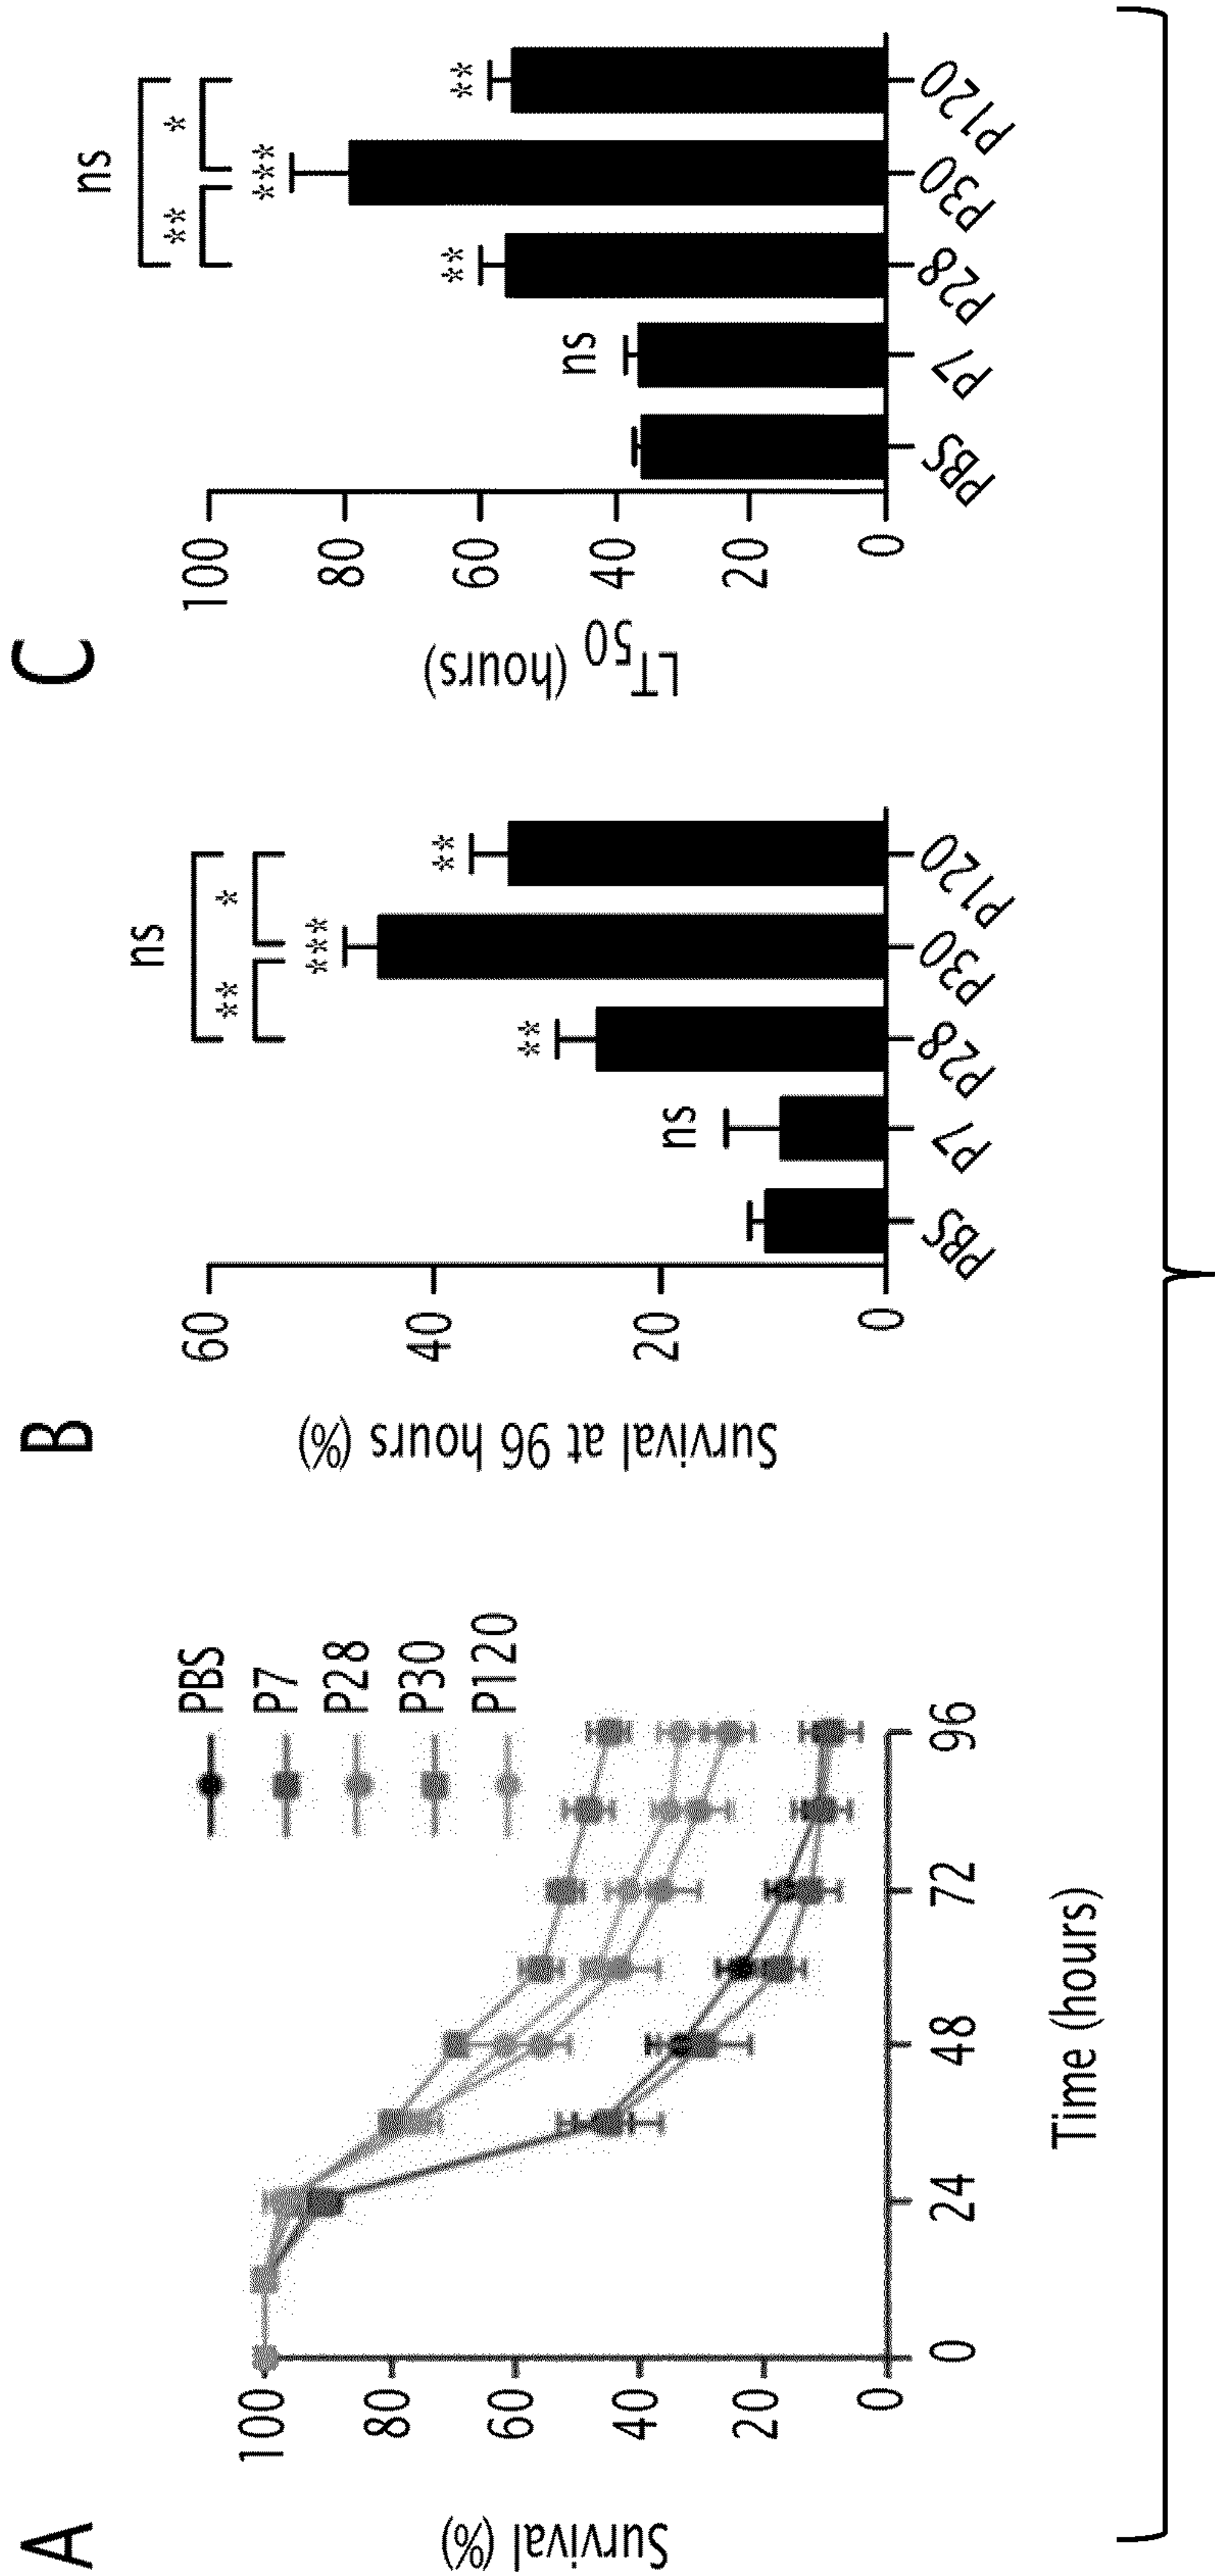 A
Survival (%)
100
80
60
40
20
0
0
24
48
72
96
Time (hours)
PBS
P7
P28
P30
P120
B
Survival at 96 hours (%)
60
40
20
0
ns
**
*
ns
**
***
**
PBS
P7
P28
P30
P120
C
LT50 (hours)
100
80
60
40
20
0
ns
**
*
ns
**
***
**
PBS
P7
P28
P30
P120